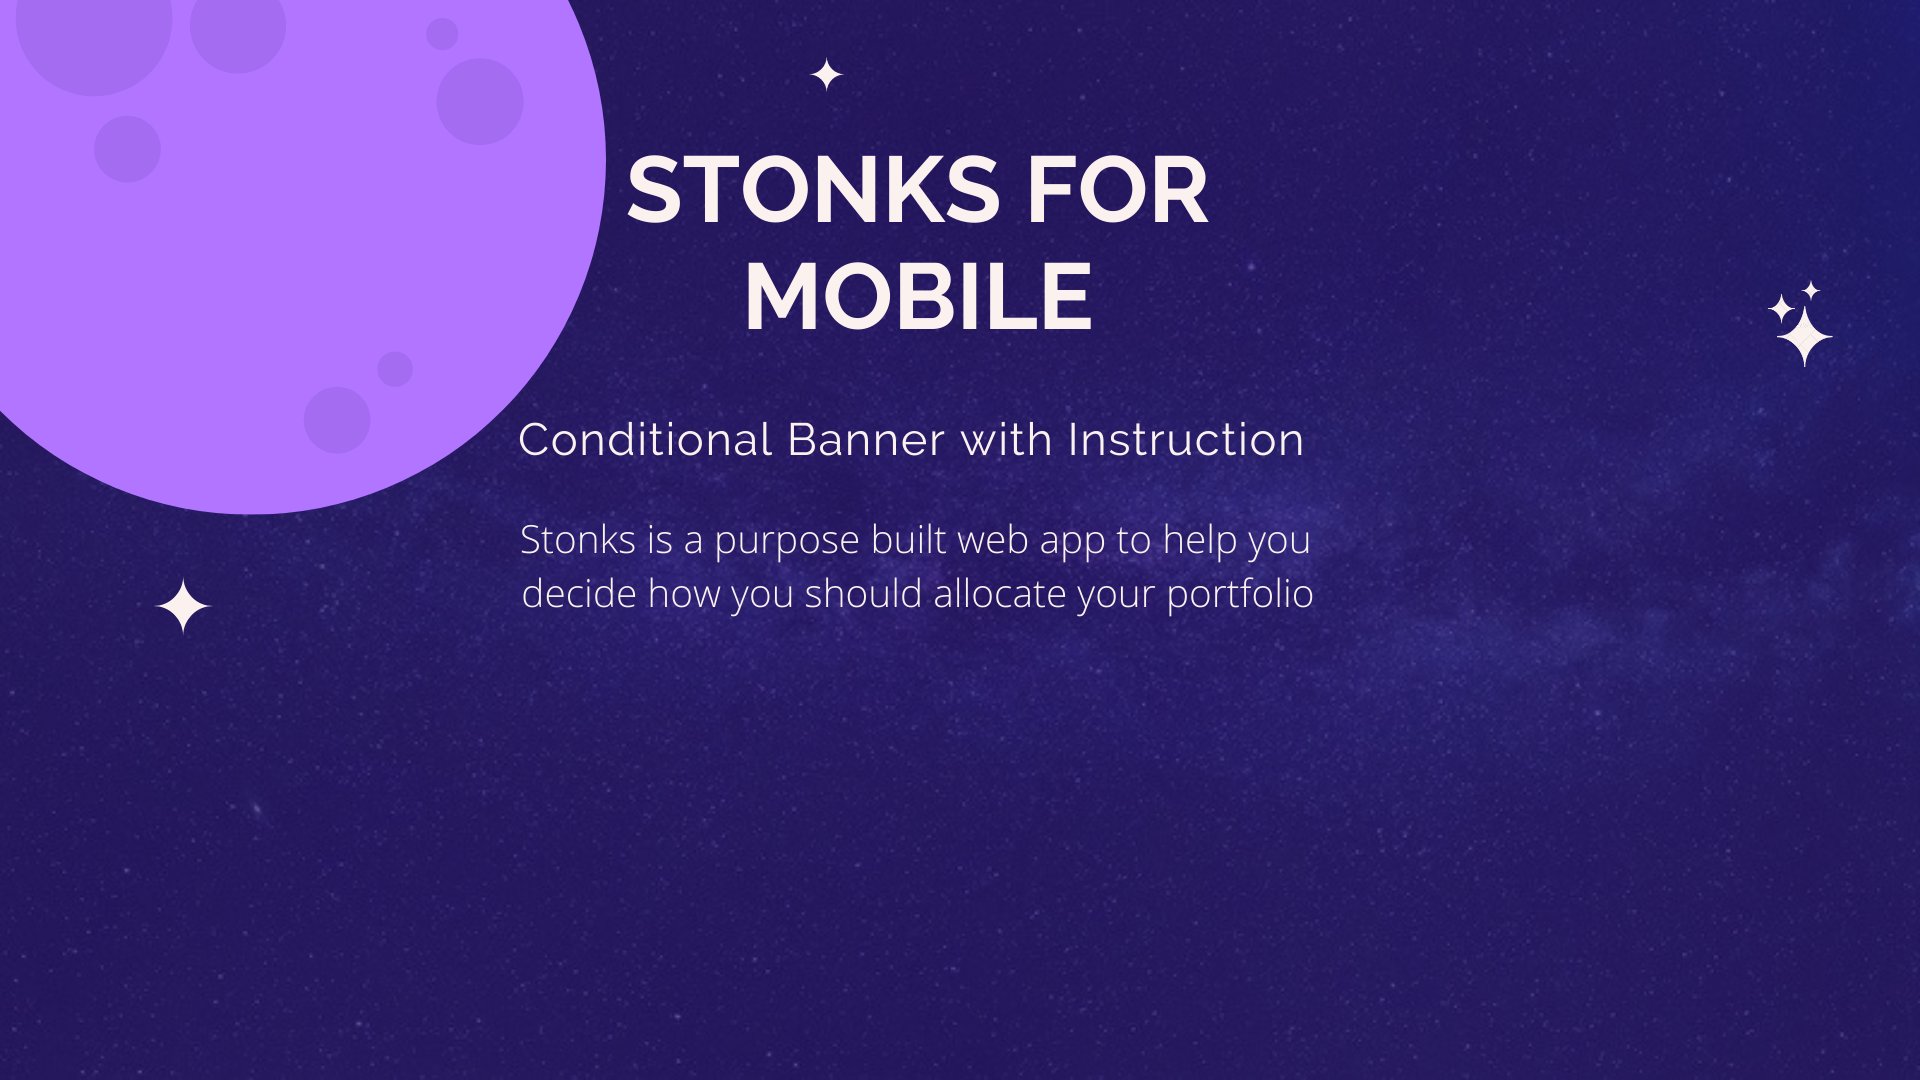 STONKS FOR
MOBILE
Conditional Banner with Instruction
Stonks is a purpose built web app to help you
decide how you should allocate your portfolio